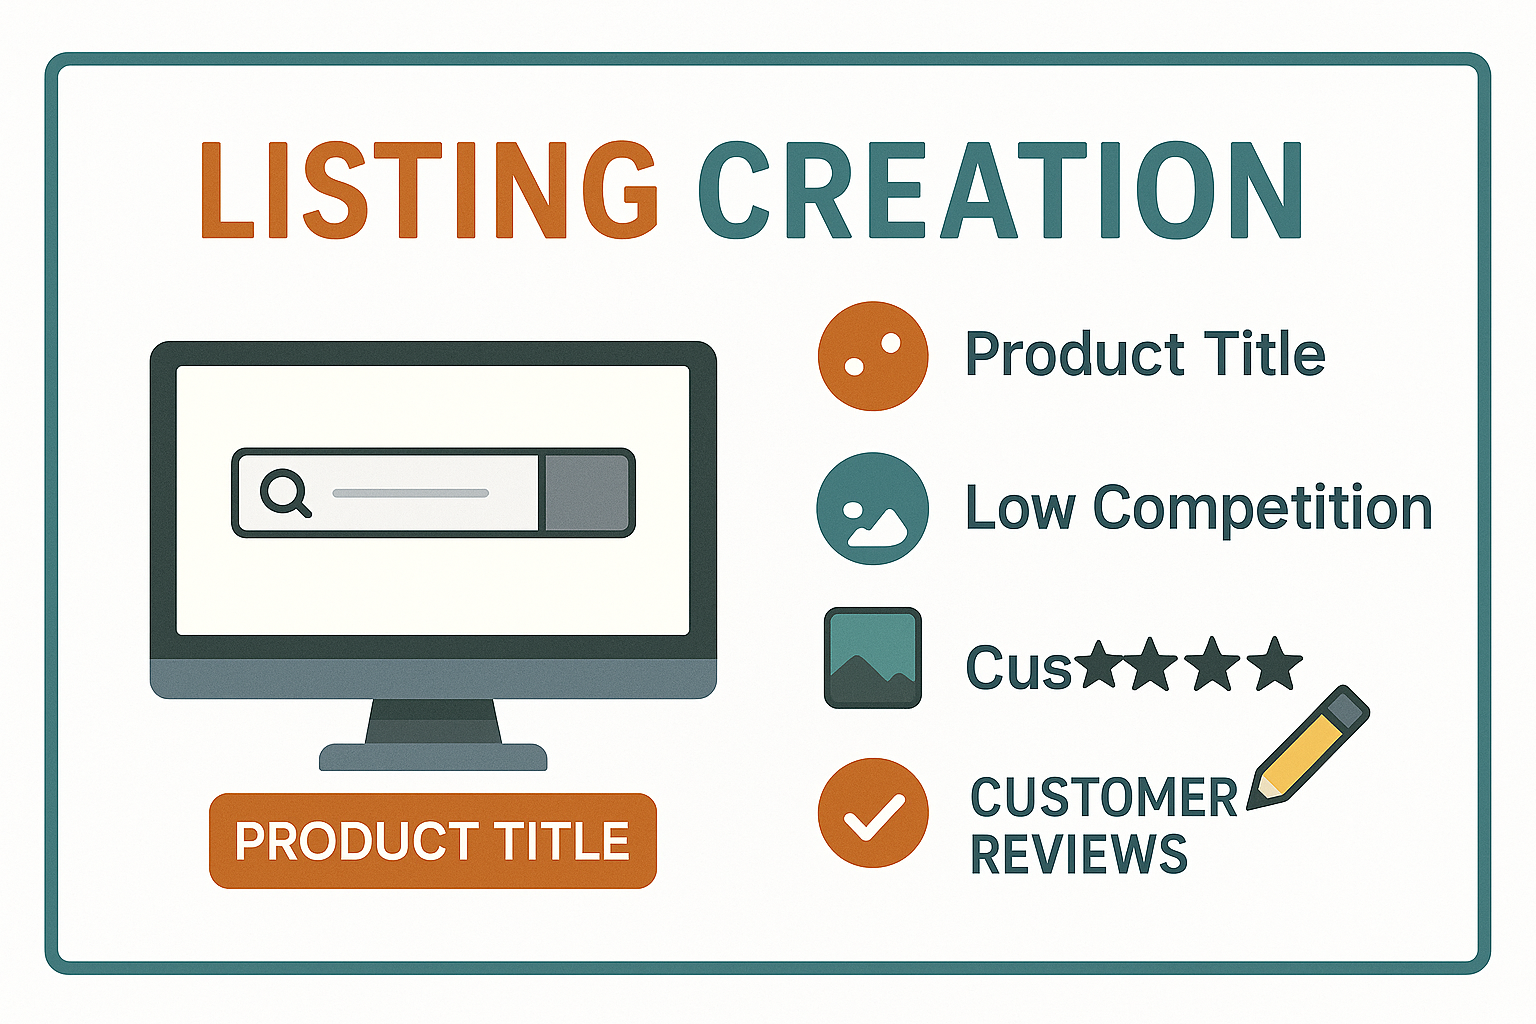 LISTING CREATION
Product Title
Low Competition
Cus★★★★
CUSTOMER
REVIEWS
PRODUCT TITLE